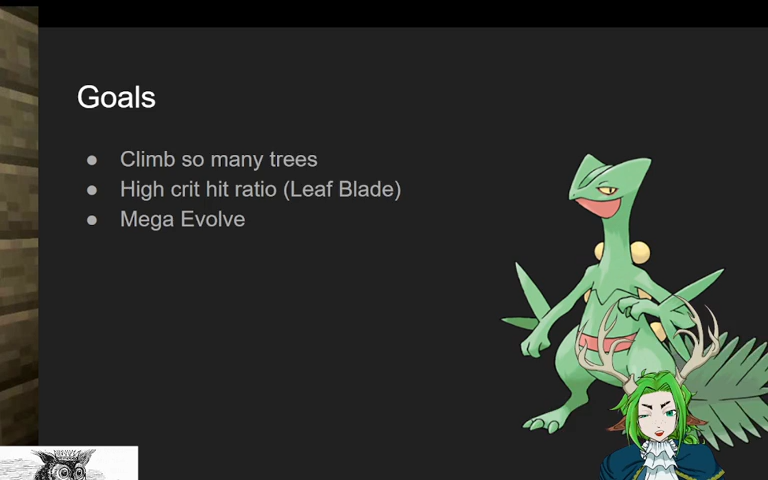 Goals
● Climb so many trees
● High crit hit ratio (Leaf Blade)
● Mega Evolve